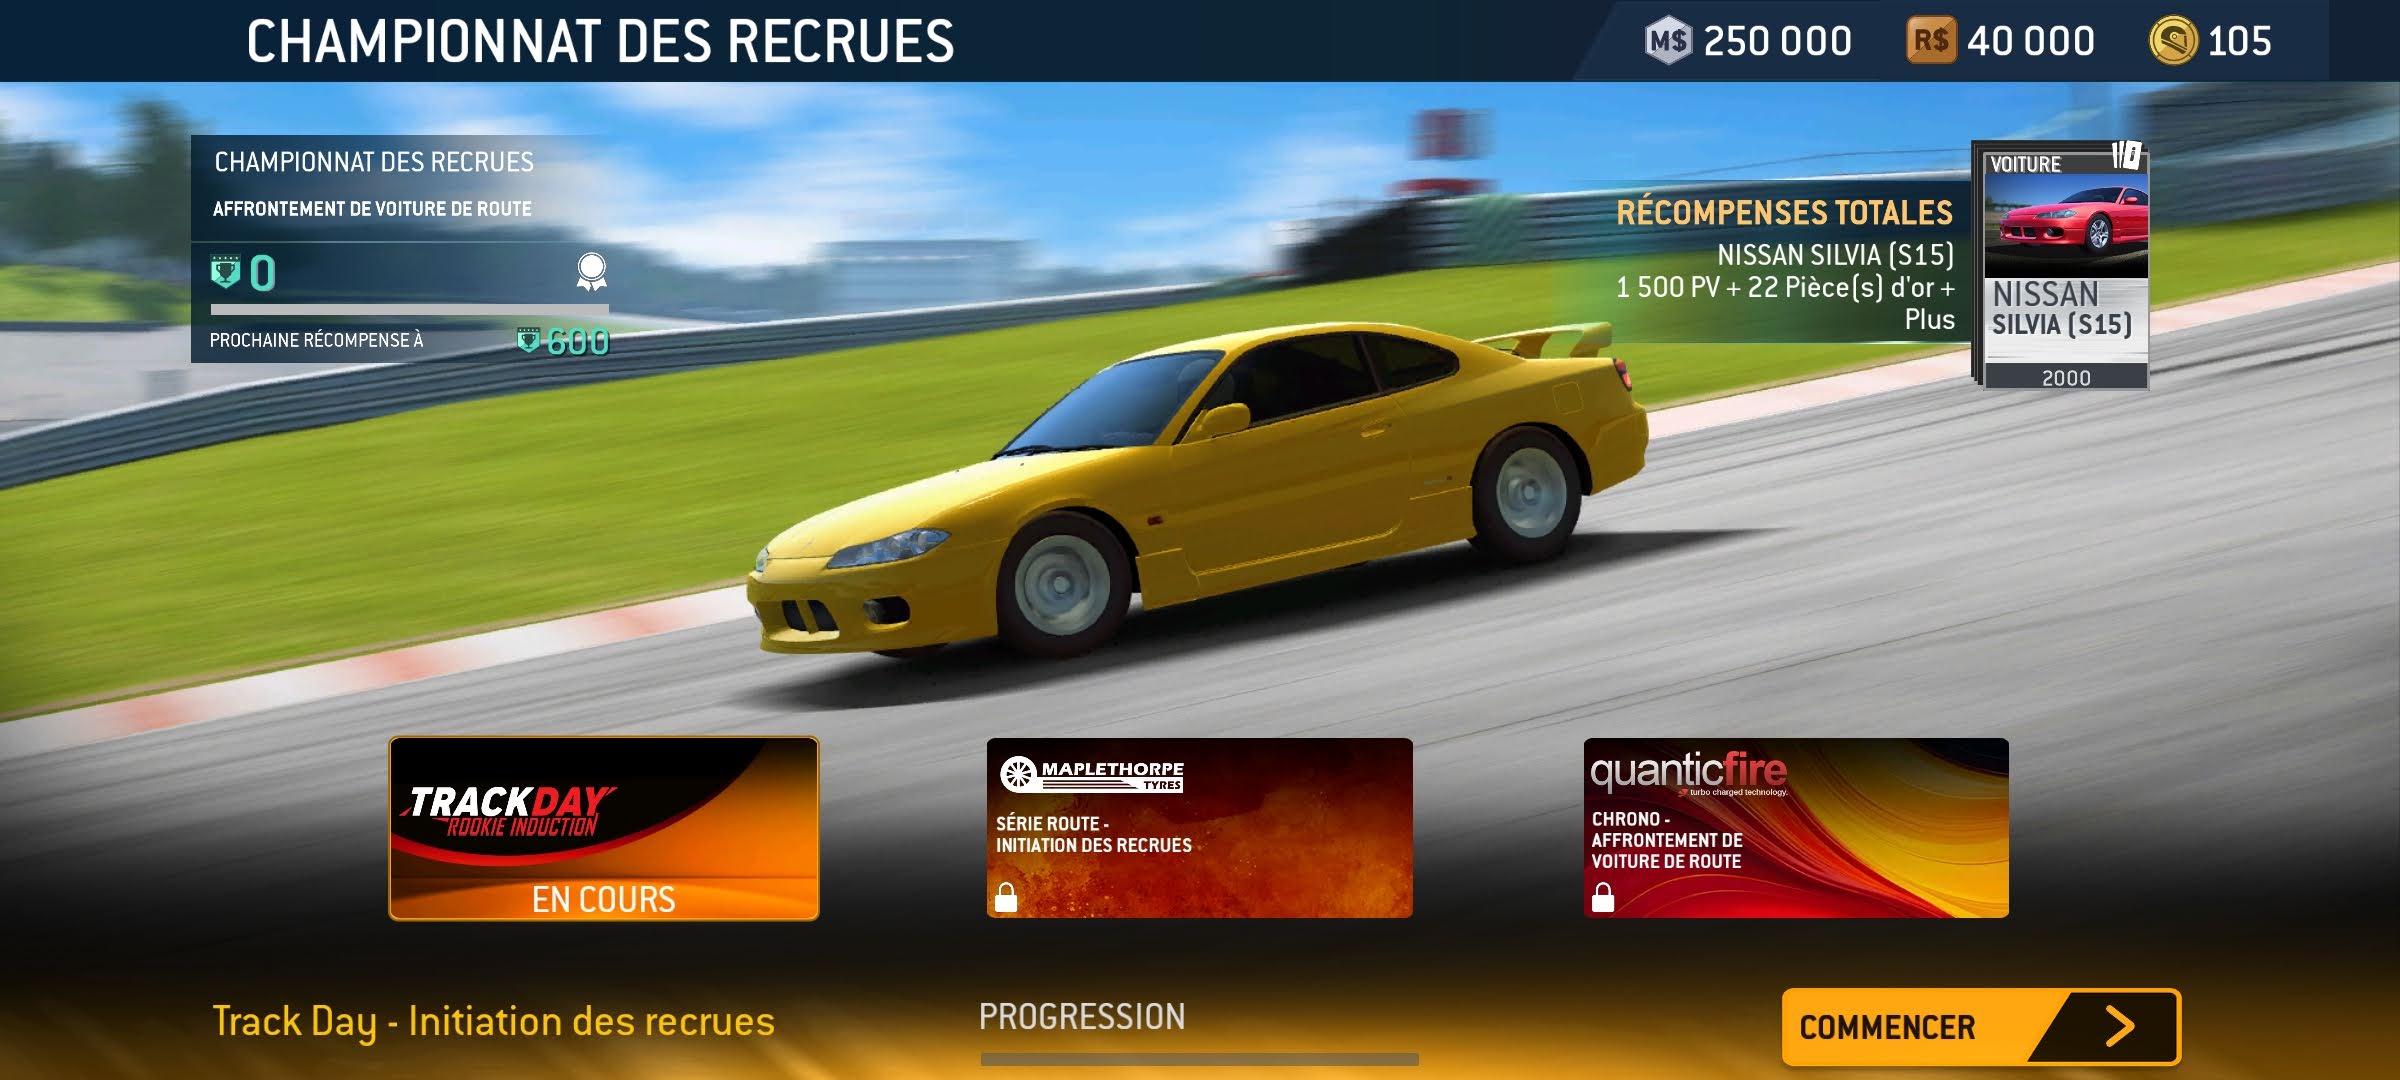 CHAMPIONNAT DES RECRUES
M$ 250 000
R$ 40 000
105
CHAMPIONNAT DES RECRUES
AFFRONTEMENT DE VOITURE DE ROUTE
0
PROCHAINE RÉCOMPENSE À
600
RÉCOMPENSES TOTALES
NISSAN SILVIA (S15)
1 500 PV + 22 Pièce(s) d'or +
Plus
VOITURE
NISSAN
SILVIA (S15)
2000
TRACKDAY
ROOKIE INDUCTION
EN COURS
MAPLETHORPE
TYRES
SÉRIE ROUTE -
INITIATION DES RECRUES
quanticfire
turbo charged technology.
CHRONO -
AFFRONTEMENT DE
VOITURE DE ROUTE
Track Day - Initiation des recrues
PROGRESSION
COMMENCER